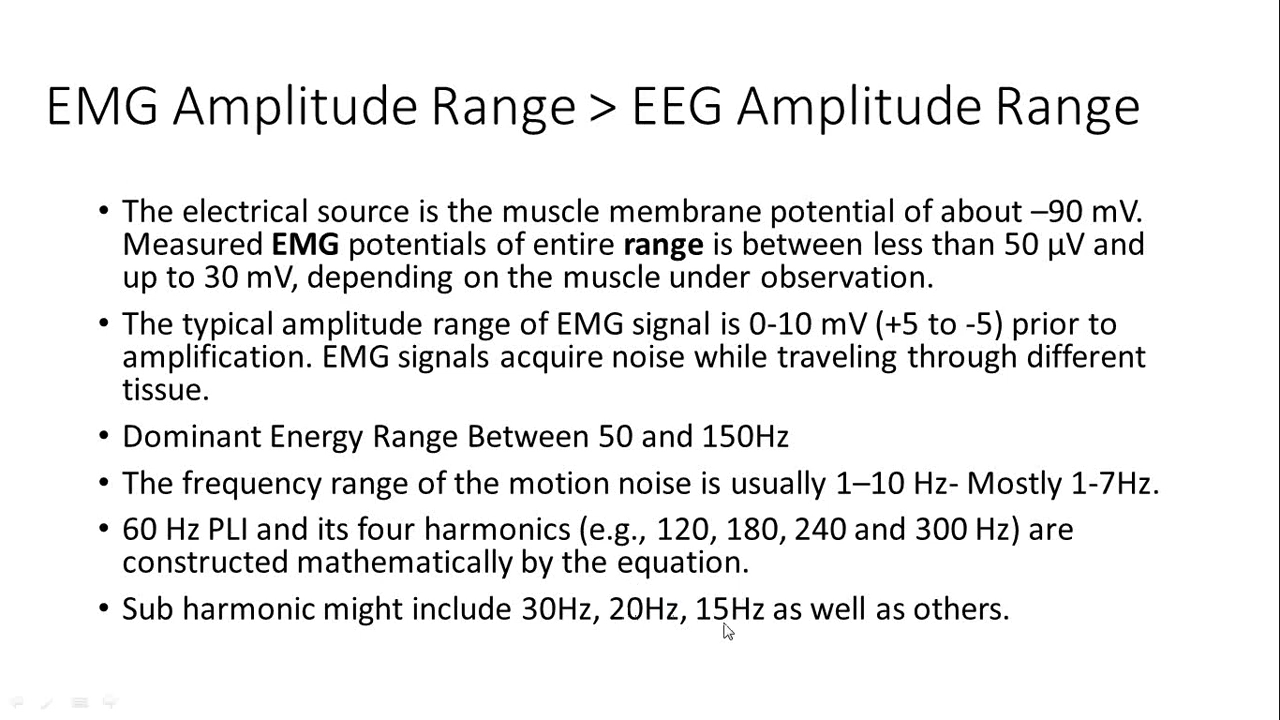 EMG Amplitude Range > EEG Amplitude Range
• The electrical source is the muscle membrane potential of about –90 mV.
Measured EMG potentials of entire range is between less than 50 μV and
up to 30 mV, depending on the muscle under observation.
• The typical amplitude range of EMG signal is 0-10 mV (+5 to -5) prior to
amplification. EMG signals acquire noise while traveling through different
tissue.
• Dominant Energy Range Between 50 and 150Hz
• The frequency range of the motion noise is usually 1–10 Hz- Mostly 1-7Hz.
• 60 Hz PLI and its four harmonics (e.g., 120, 180, 240 and 300 Hz) are
constructed mathematically by the equation.
• Sub harmonic might include 30Hz, 20Hz, 15Hz as well as others.